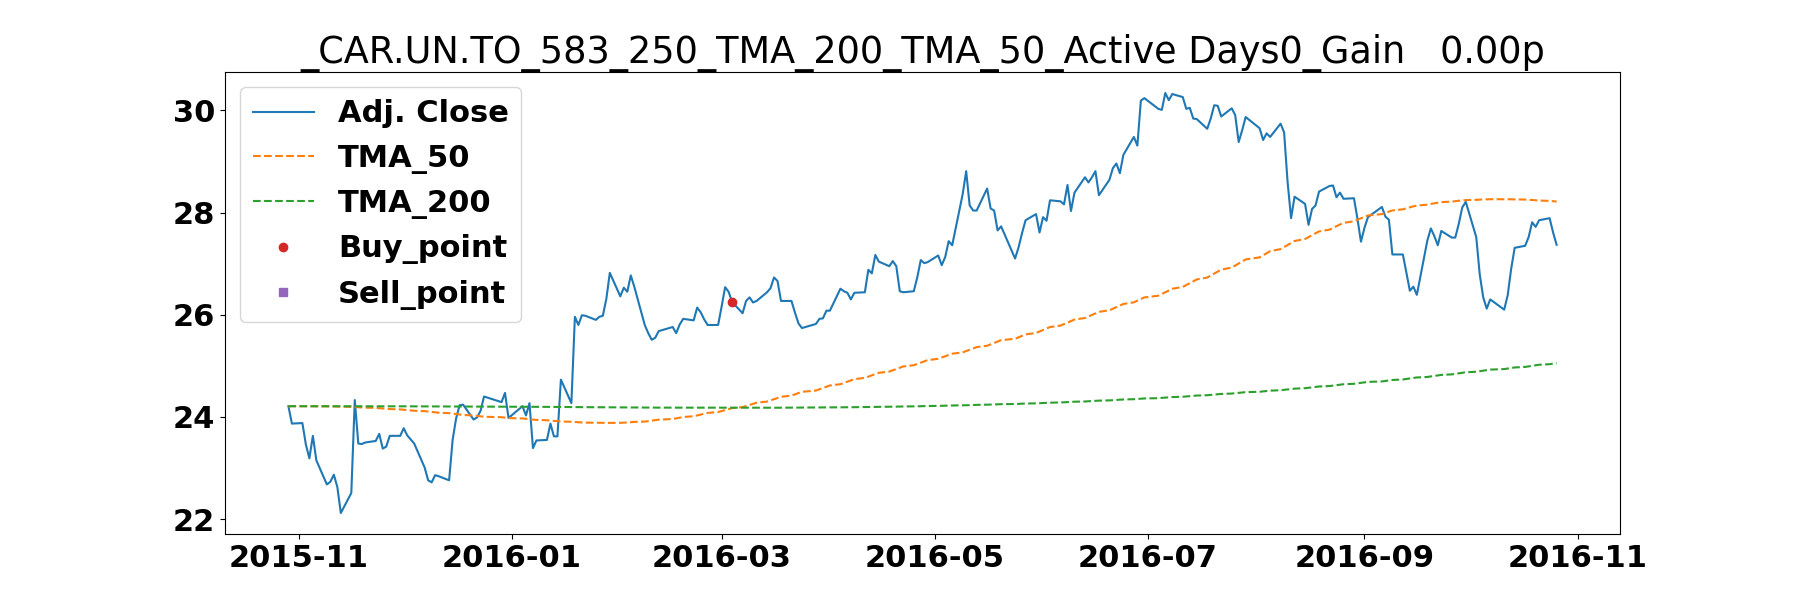 _CAR.UN.TO_583_250_TMA_200_TMA_50_Active Days0_Gain   0.00p
Adj. Close
TMA_50
TMA_200
Buy_point
Sell_point
30
28
26
24
22
2015-11 2016-01 2016-03 2016-05 2016-07 2016-09 2016-11